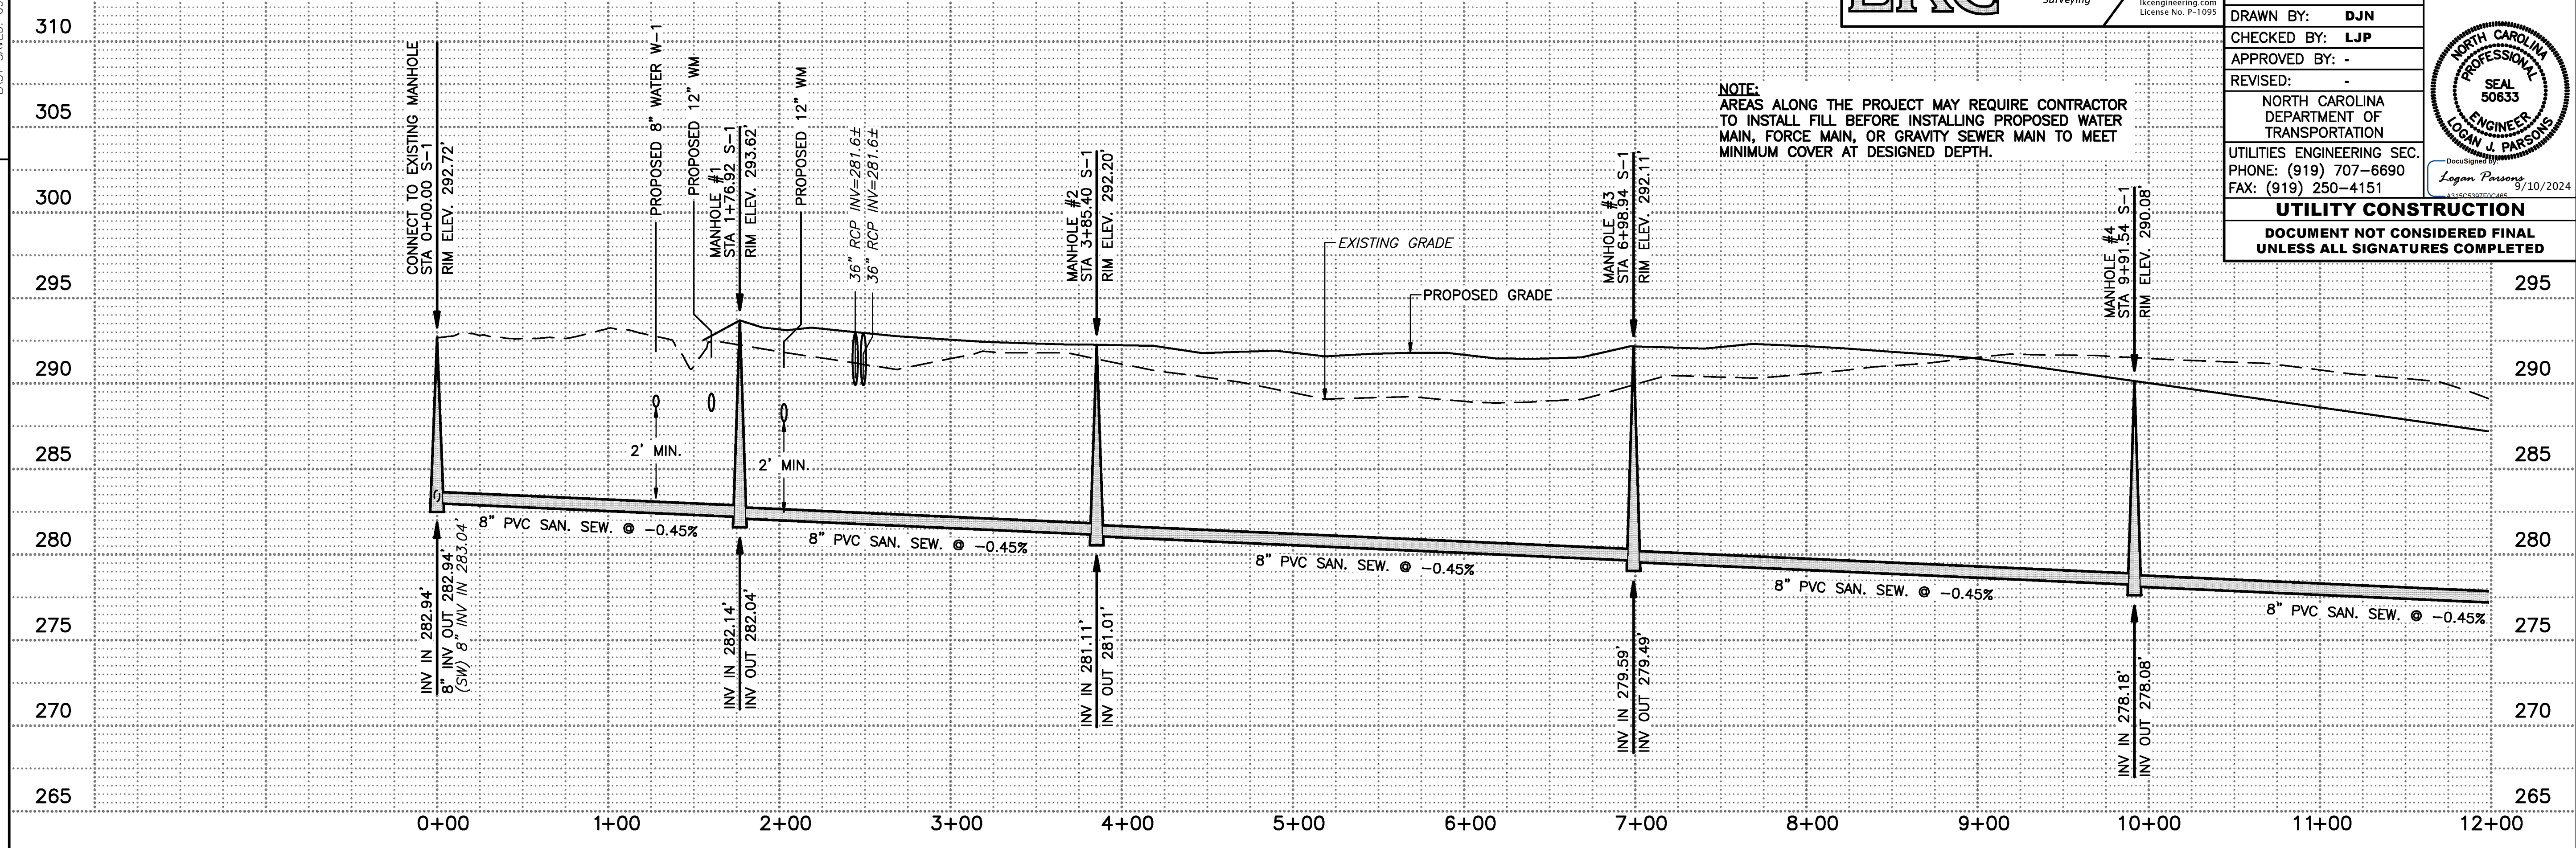 Surveying
lkcengineering.com
License No. P-1095
DRAWN BY: DJN
CHECKED BY: LJP
APPROVED BY: -
REVISED: -
NORTH CAROLINA
DEPARTMENT OF
TRANSPORTATION
UTILITIES ENGINEERING SEC.
PHONE: (919) 707-6690
FAX: (919) 250-4151
NORTH CAROLINA
PROFESSIONAL
SEAL
50633
ENGINEER
LOGAN J. PARSONS
DocuSigned by:
Logan Parsons
9/10/2024
UTILITY CONSTRUCTION
DOCUMENT NOT CONSIDERED FINAL
UNLESS ALL SIGNATURES COMPLETED
NOTE:
AREAS ALONG THE PROJECT MAY REQUIRE CONTRACTOR
TO INSTALL FILL BEFORE INSTALLING PROPOSED WATER
MAIN, FORCE MAIN, OR GRAVITY SEWER MAIN TO MEET
MINIMUM COVER AT DESIGNED DEPTH.
310
305
300
295
290
285
280
275
270
265
CONNECT TO EXISTING MANHOLE
STA 0+00.00 S-1
RIM ELEV. 292.72'
PROPOSED 8" WATER W-1
PROPOSED 12" WM
MANHOLE #1
STA 1+76.92 S-1
RIM ELEV. 293.62'
PROPOSED 12" WM
36" RCP INV=281.6±
36" RCP INV=281.6±
MANHOLE #2
STA 3+85.40 S-1
RIM ELEV. 292.20'
EXISTING GRADE
PROPOSED GRADE
MANHOLE #3
STA 6+98.94 S-1
RIM ELEV. 292.11'
MANHOLE #4
STA 9+91.54 S-1
RIM ELEV. 290.08'
2' MIN.
2' MIN.
8" PVC SAN. SEW. @ -0.45%
8" PVC SAN. SEW. @ -0.45%
8" PVC SAN. SEW. @ -0.45%
8" PVC SAN. SEW. @ -0.45%
8" PVC SAN. SEW. @ -0.45%
INV IN 282.94'
8" INV OUT 282.94'
(SW) 8" INV IN 283.04'
INV IN 282.14'
INV OUT 282.04'
INV IN 281.11'
INV OUT 281.01'
INV IN 279.59'
INV OUT 279.49'
INV IN 278.18'
INV OUT 278.08'
295
290
285
280
275
270
265
0+00
1+00
2+00
3+00
4+00
5+00
6+00
7+00
8+00
9+00
10+00
11+00
12+00